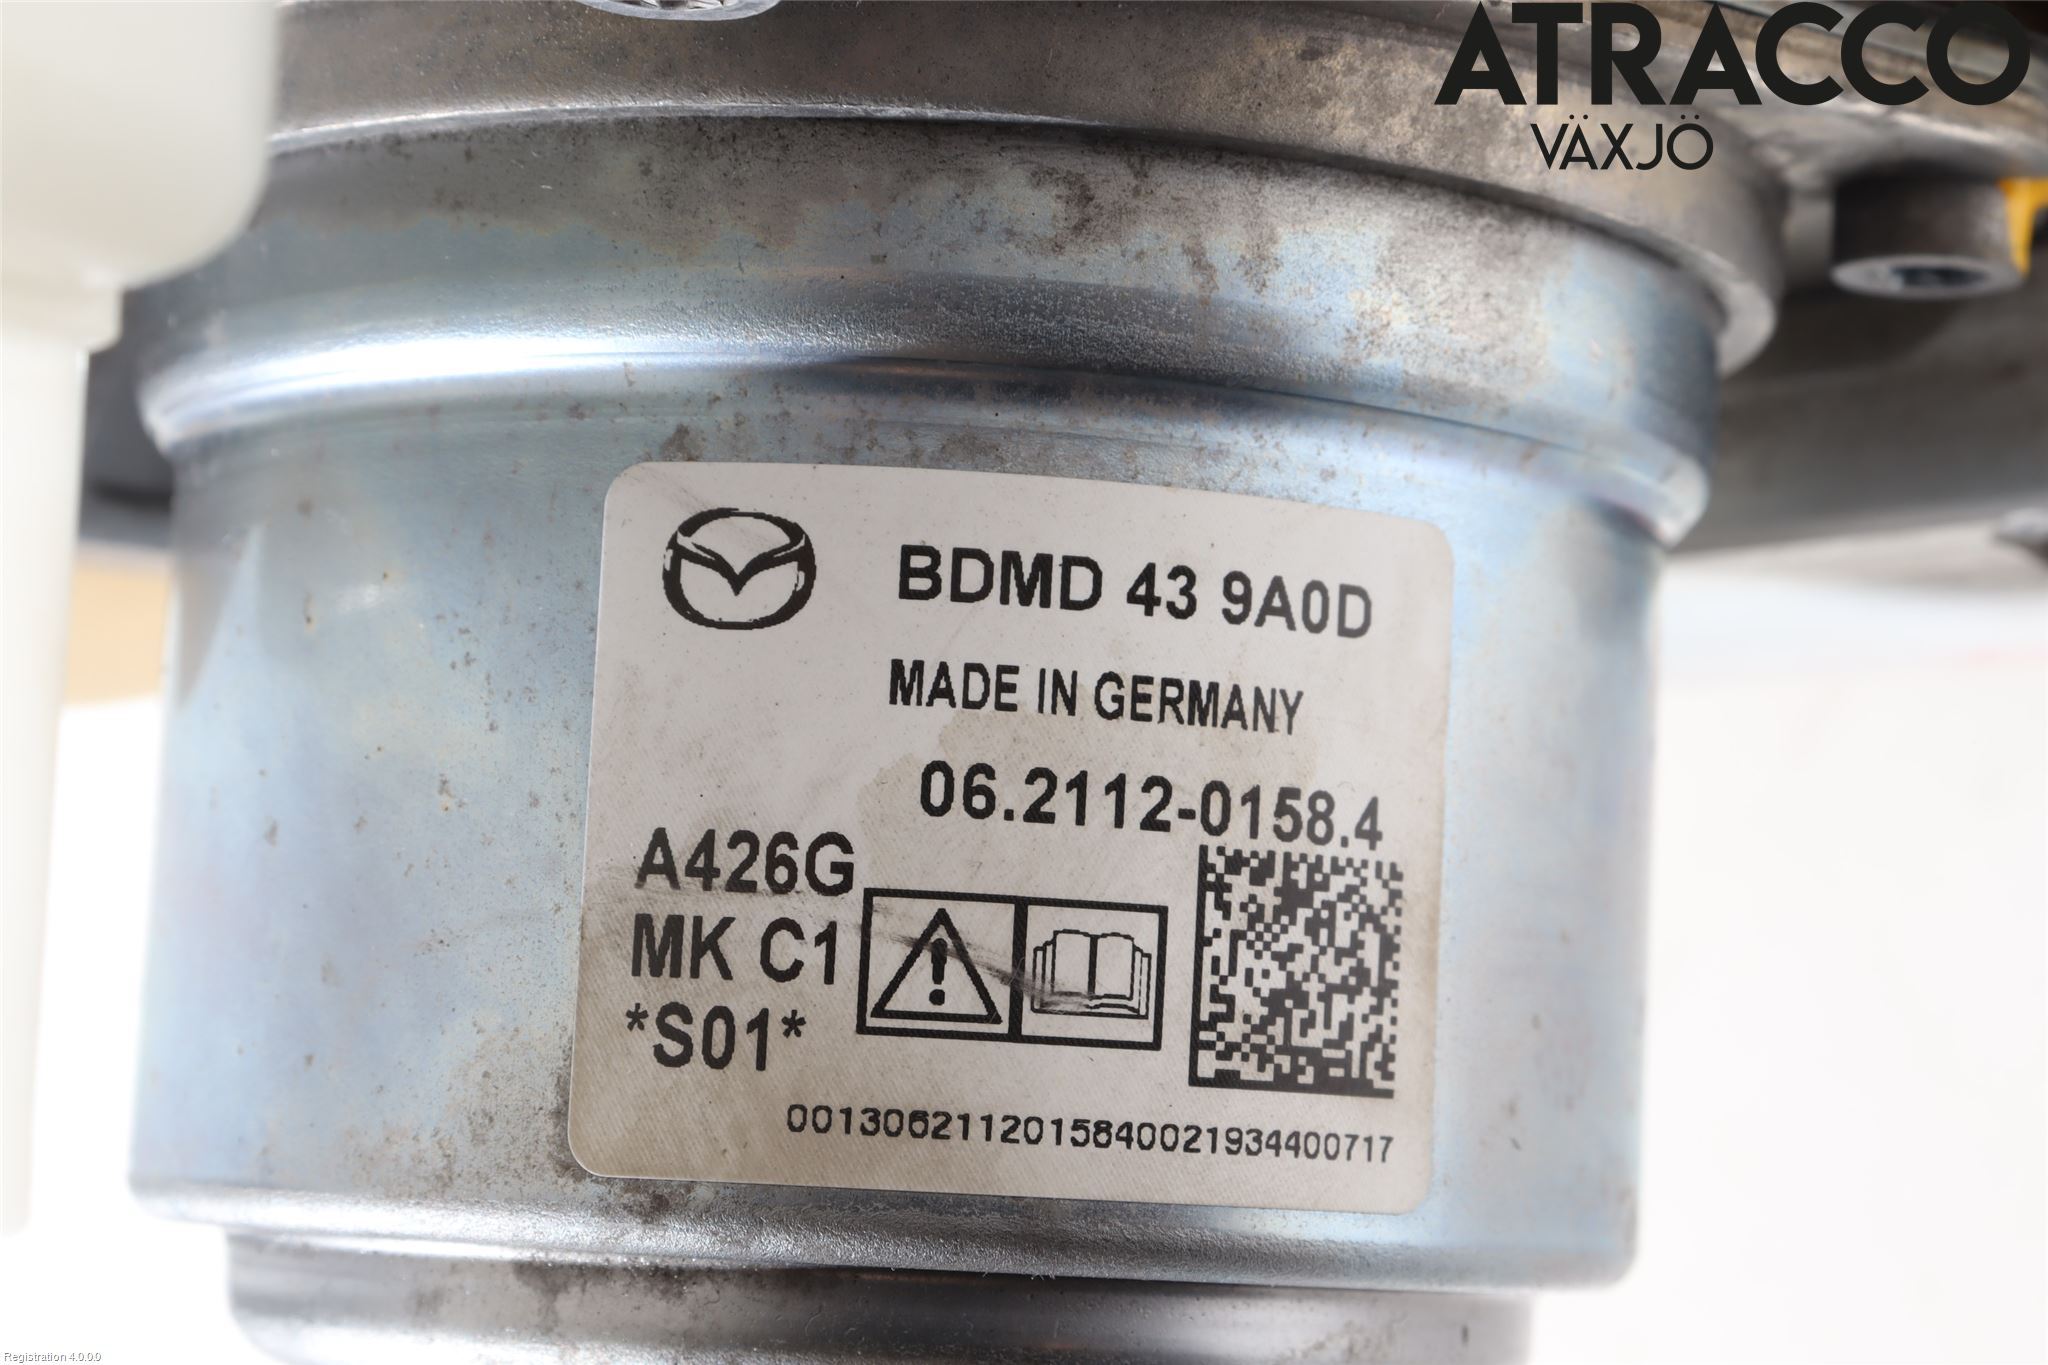 ATRACCO
VÄXJÖ
BDMD 43 9A0D
MADE IN GERMANY
06.2112-0158.4
A426G
MK C1
*S01*
0013062112015840021934400717
Registration 4.0.0.0